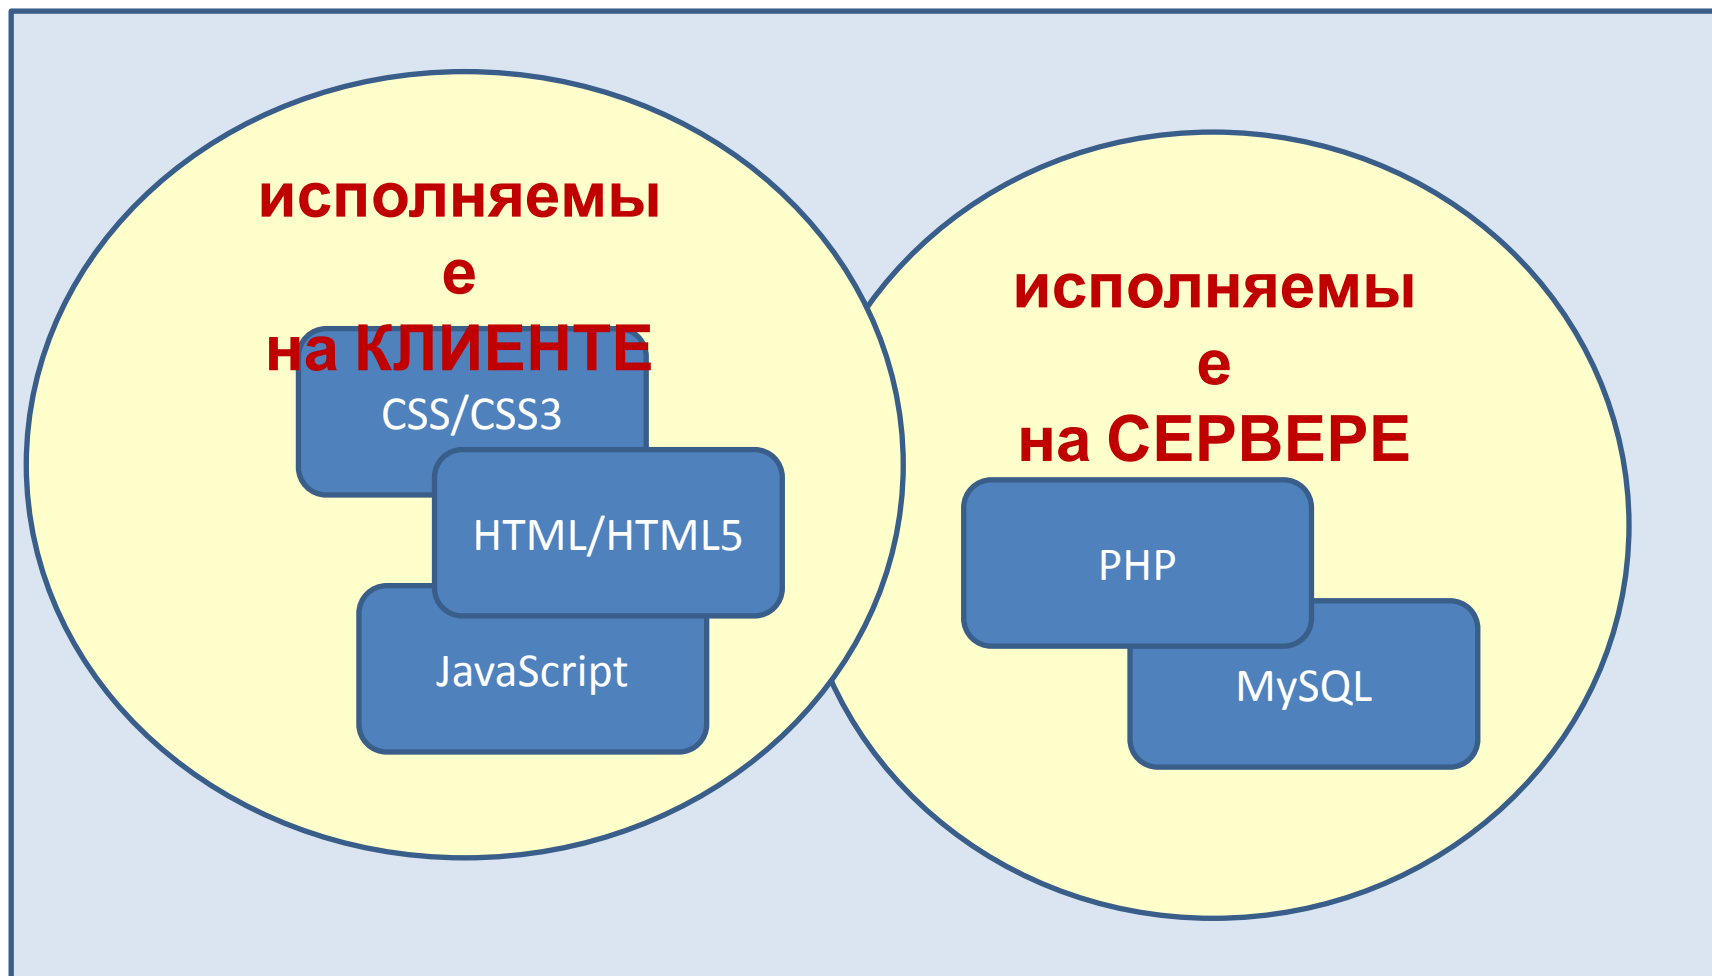 исполняемы
е
на КЛИЕНТЕ
CSS/CSS3
HTML/HTML5
JavaScript
исполняемы
е
на СЕРВЕРЕ
PHP
MySQL